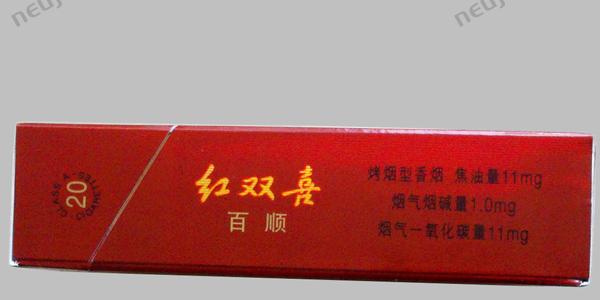 CLASS A
20
CIGARETTES
红双喜
百顺
烤烟型香烟 焦油量11mg
烟气烟碱量1.0mg
烟气一氧化碳量11mg